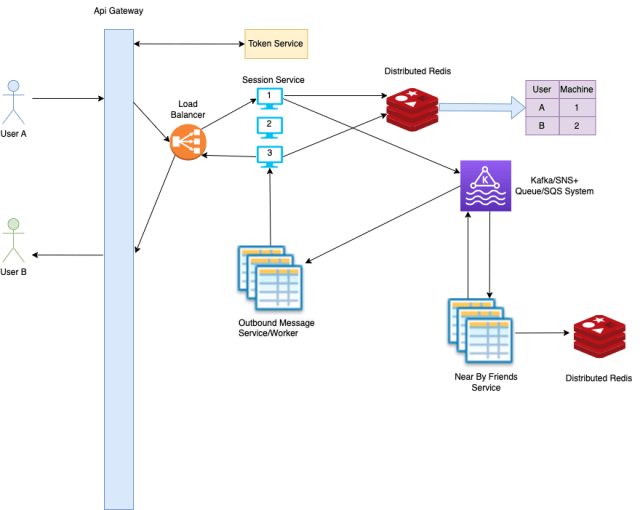 Api Gateway
Token Service
Session Service
Distributed Redis
1
2
3
Load
Balancer
User Machine
A 1
B 2
User A
Kafka/SNS+
Queue/SQS System
K
User B
Outbound Message
Service/Worker
Near By Friends
Service
Distributed Redis